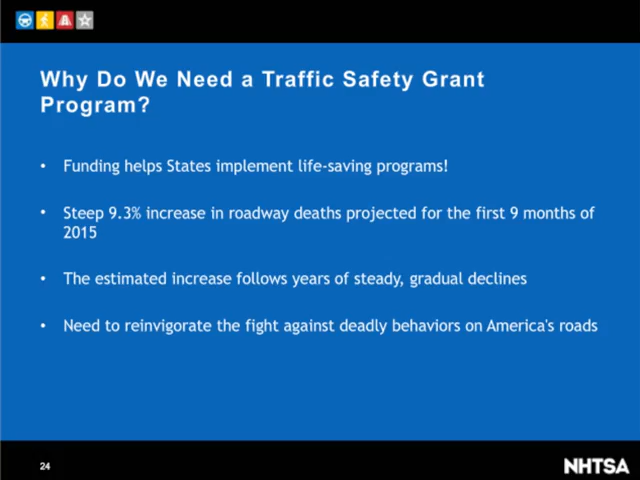 Why Do We Need a Traffic Safety Grant
Program?
• Funding helps States implement life-saving programs!
• Steep 9.3% increase in roadway deaths projected for the first 9 months of
2015
• The estimated increase follows years of steady, gradual declines
• Need to reinvigorate the fight against deadly behaviors on America's roads
24
NHTSA